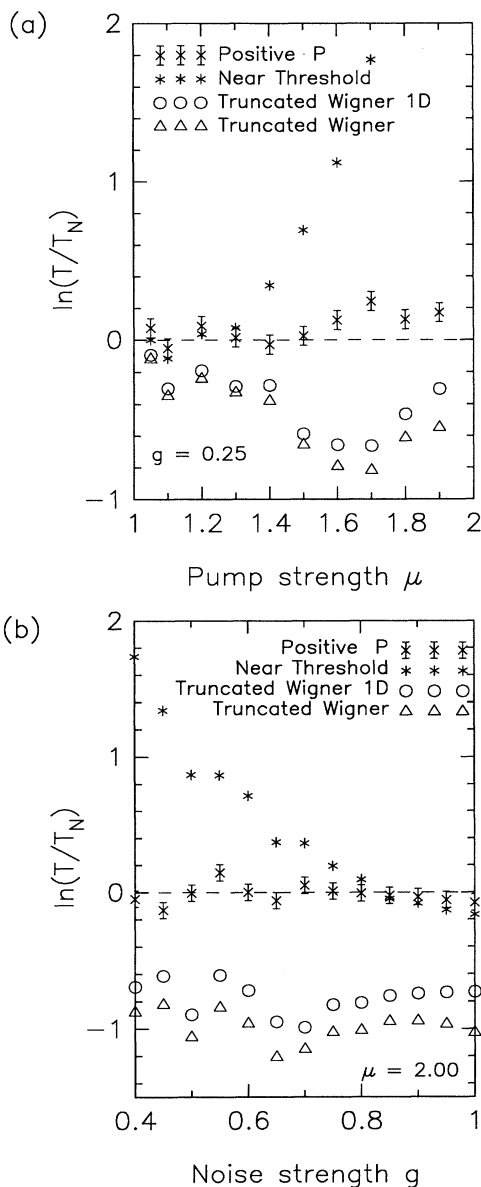 (a)
2
1
0
−1
ln(T/T_N)
Positive P
Near Threshold
Truncated Wigner 1D
Truncated Wigner
g = 0.25
1 1.2 1.4 1.6 1.8 2
Pump strength μ
(b)
2
1
0
−1
ln(T/T_N)
Positive P
Near Threshold
Truncated Wigner 1D
Truncated Wigner
μ = 2.00
0.4 0.6 0.8 1
Noise strength g